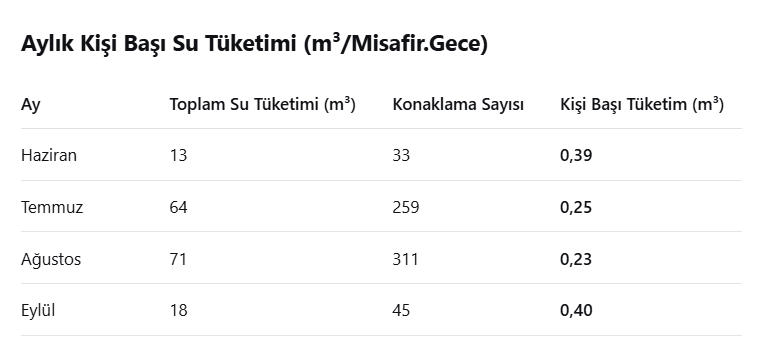 Aylık Kişi Başı Su Tüketimi (m³/Misafir.Gece)
Ay Toplam Su Tüketimi (m³) Konaklama Sayısı Kişi Başı Tüketim (m³)
Haziran 13 33 0,39
Temmuz 64 259 0,25
Ağustos 71 311 0,23
Eylül 18 45 0,40